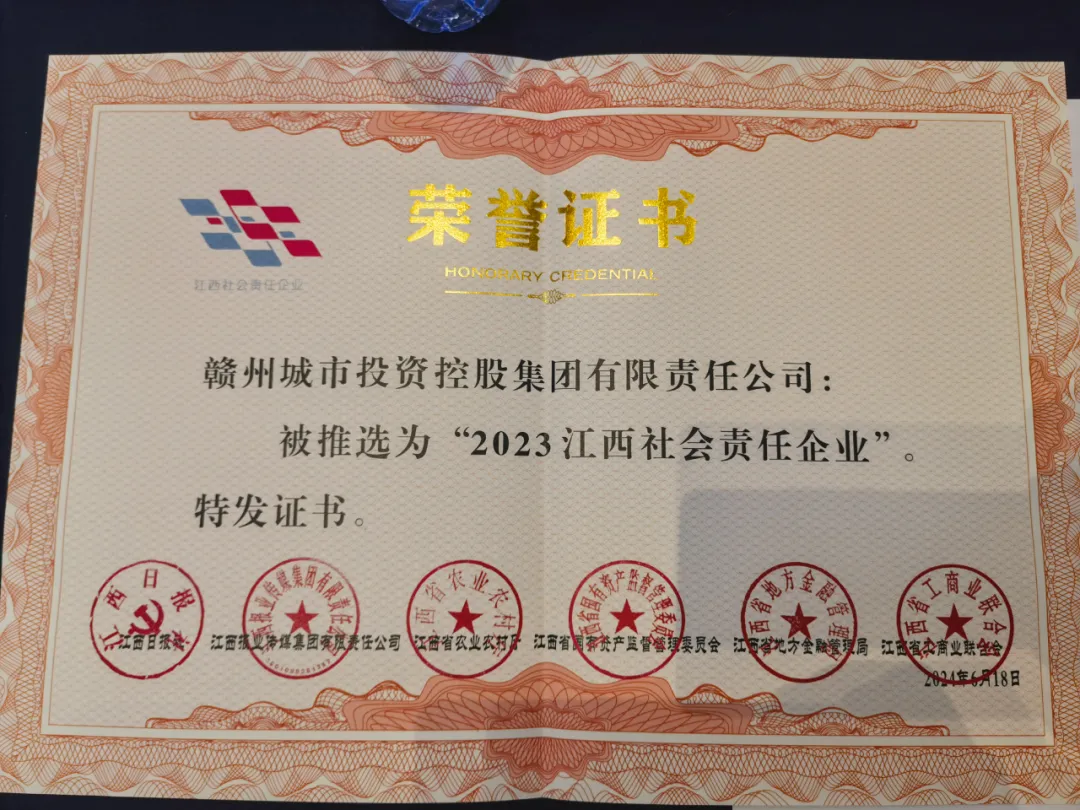 荣誉证书
HONORARY CREDENTIAL
江西社会责任企业
赣州城市投资控股集团有限责任公司：
被推选为“2023江西社会责任企业”。
特发证书。
江西日报社 江西报业传媒集团有限责任公司 江西省农业农村厅 江西省国有资产监督管理委员会 江西省地方金融管理局 江西省工商业联合会
2024年6月18日